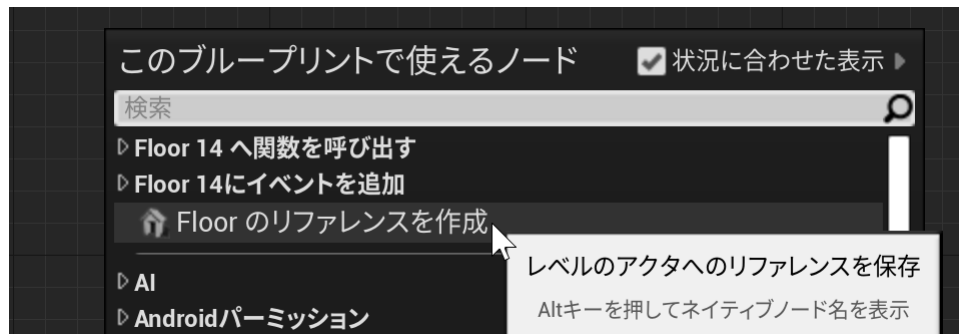 このブループリントで使えるノード 状況に合わせた表示
検索
Floor 14 へ関数を呼び出す
Floor 14にイベントを追加
Floor のリファレンスを作成
レベルのアクタへのリファレンスを保存
Altキーを押してネイティブノード名を表示
AI
Androidパーミッション